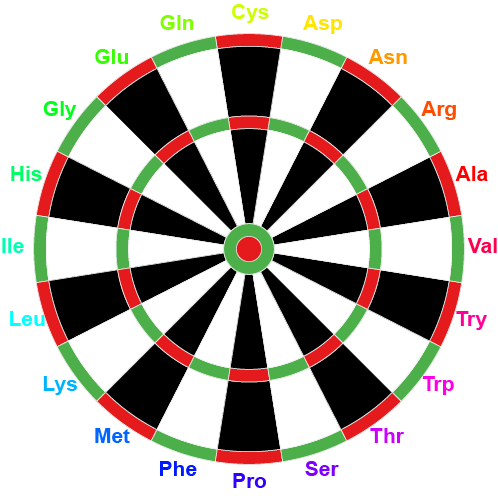 Cys
Gln Asp
Glu Asn
Gly Arg
His Ala
Ile Val
Leu Try
Lys Trp
Met Thr
Phe Ser
Pro